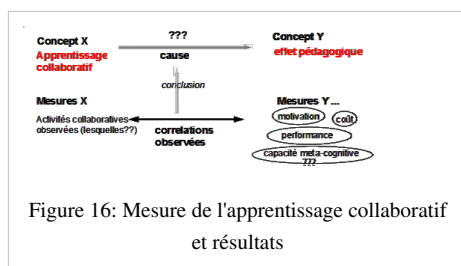 Concept X
???
Concept Y
Apprentissage
collaboratif
cause
effet pédagogique
conclusion
Mesures X
Mesures Y...
Activités collaboratives
observées (lesquelles??)
correlations
observées
motivation
coût
performance
capacité meta-cognitive
???
Figure 16: Mesure de l'apprentissage collaboratif
et résultats